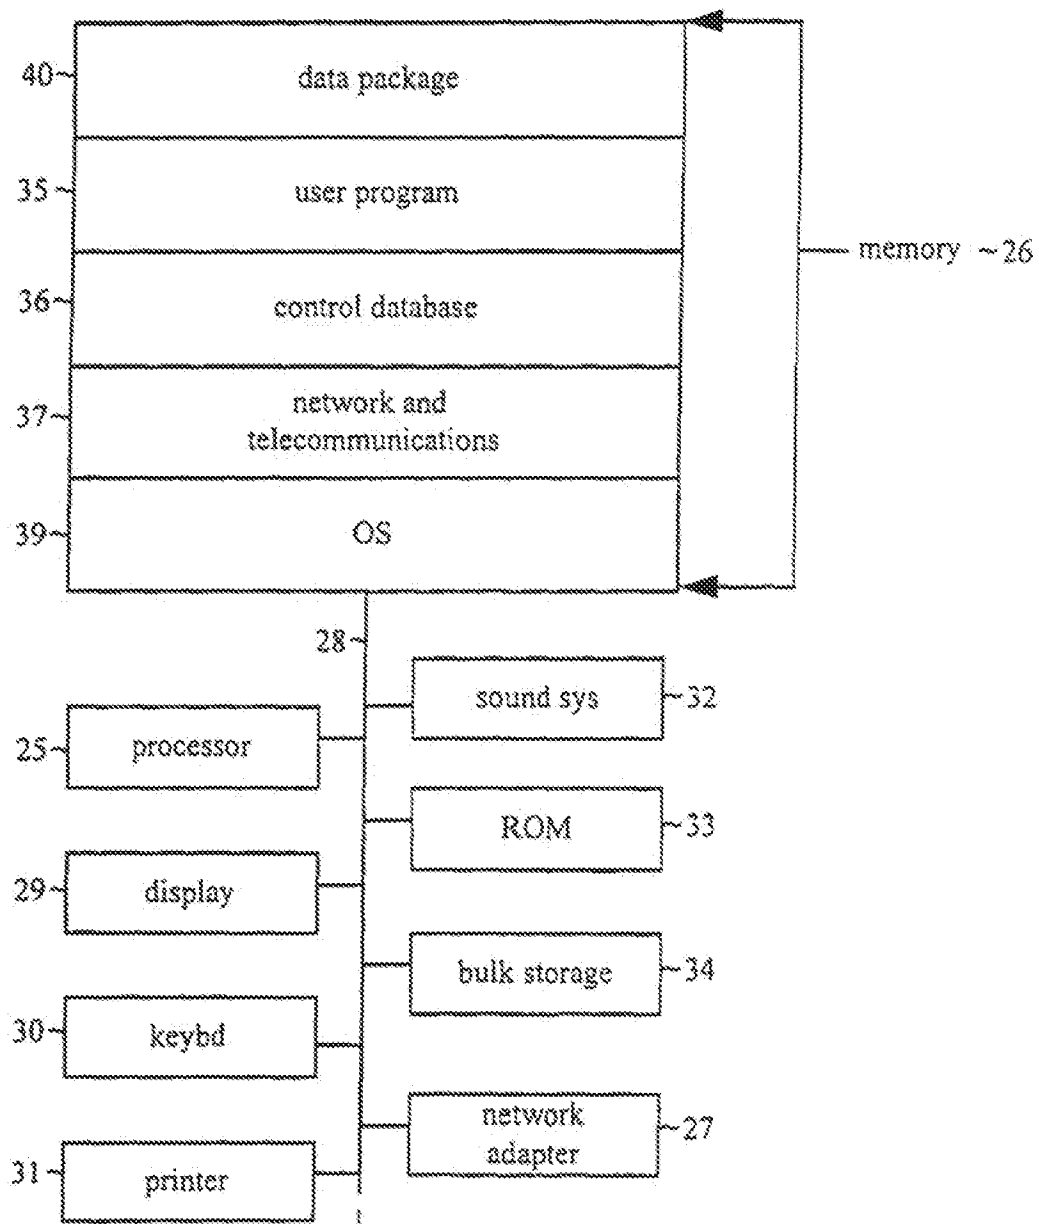 40~ data package
35~ user program
memory ~26
36~ control database
37~ network and
telecommunications
39~ OS
28~
sound sys ~32
25~ processor
ROM ~33
29~ display
bulk storage ~34
30~ keybd
network
adapter ~27
31~ printer